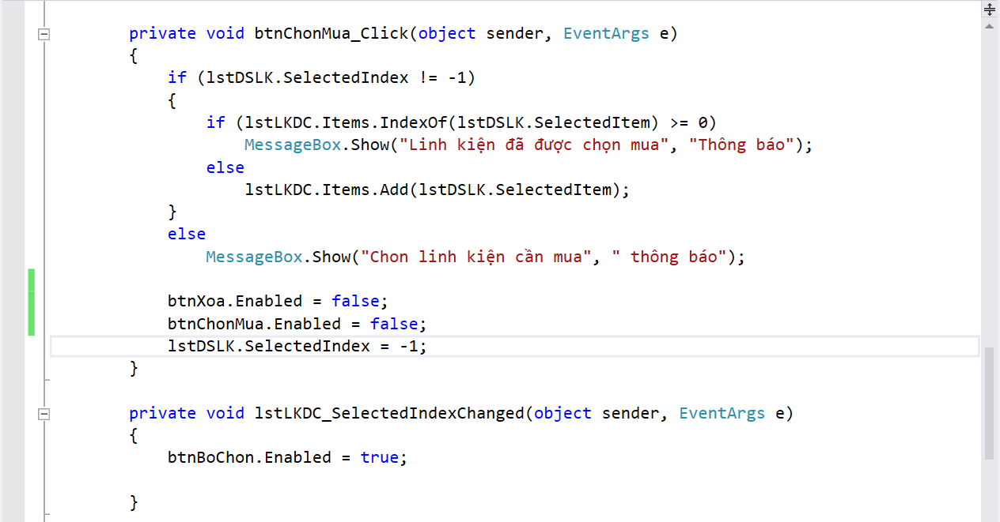 private void btnChonMua_Click(object sender, EventArgs e)
{
if (lstDSLK.SelectedIndex != -1)
{
if (lstLKDC.Items.IndexOf(lstDSLK.SelectedItem) >= 0)
MessageBox.Show("Linh kiện đã được chọn mua", "Thông báo");
else
lstLKDC.Items.Add(lstDSLK.SelectedItem);
}
else
MessageBox.Show("Chon linh kiện cần mua", " thông báo");
btnXoa.Enabled = false;
btnChonMua.Enabled = false;
lstDSLK.SelectedIndex = -1;
}
private void lstLKDC_SelectedIndexChanged(object sender, EventArgs e)
{
btnBoChon.Enabled = true;
}